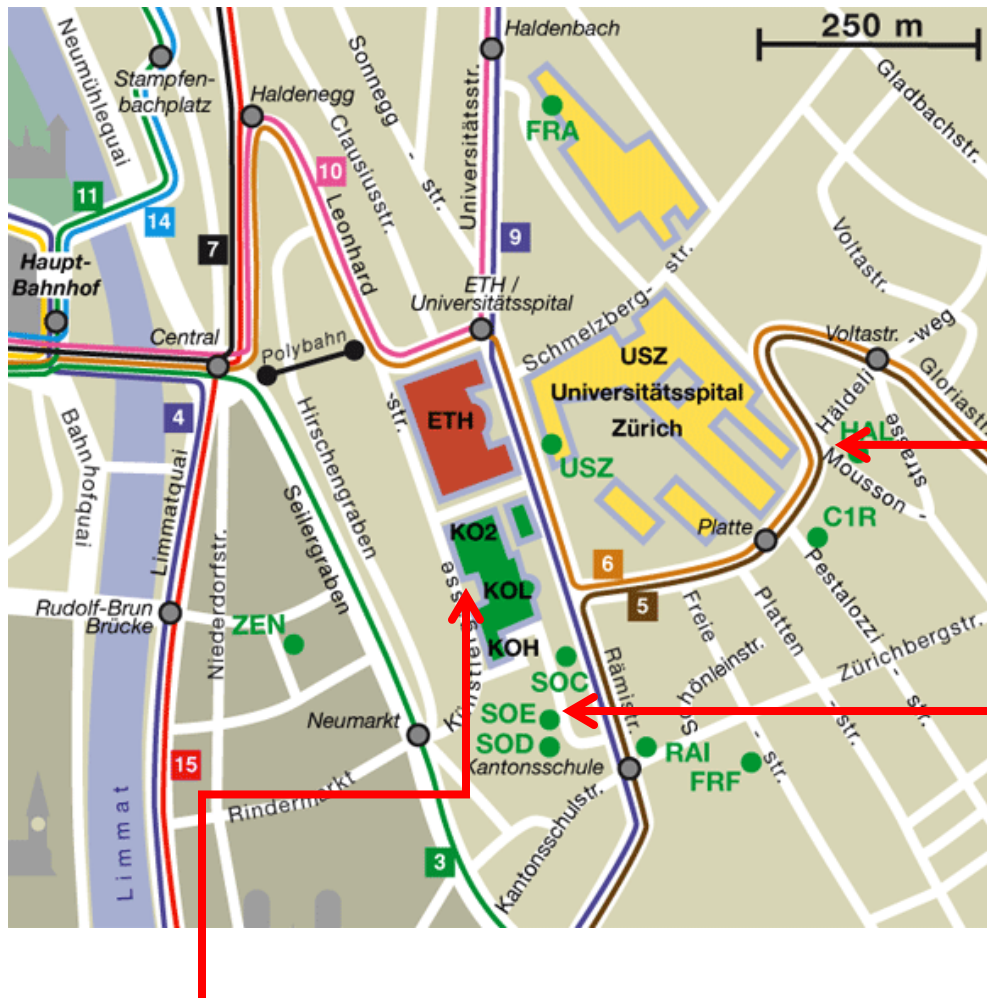 250 m
Haldenbach
Neumühlequai
Stampfen-
bachplatz
Sonnegg
-
str.
Gladbachstr.
Haldenegg
Clausiusstr.
Universitätsstr.
FRA
10
Leonhard
-str.
11
14
7
9
Voltastr.
Haupt-
Bahnhof
ETH /
Universitätsspital
Schmelzberg-
str.
Central
Polybahn
USZ
Universitätsspital
Zürich
Voltastr.
Häldeli
-weg
Gloriastr.
4
Hirschengraben
ETH
HAL
strasse
Mousson -
Bahnhofquai
Limmatquai
USZ
Seilergraben
KO2
C1R
Platte
Niederdorfstr.
KOL
6
5
Rudolf-Brun
Brücke
ZEN
KOH
Künstlergasse
Freie
-
str.
Platten
-
str.
Pestalozzi
-
str.
Zürichbergstr.
Rämistr.
Schönleinstr.
SOC
SOE
SOD
Neumarkt
RAI
FRF
Kantonsschule
15
Rindermarkt
Kantonsschulstr.
Limmat
3